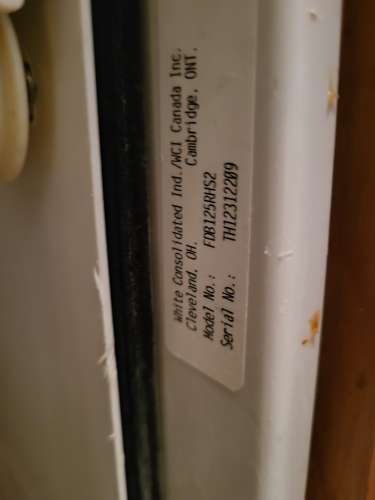 White Consolidated Ind./WCI Canada Inc.
Cleveland, OH. Cambridge, ONT.
Model No.: FDB125RHS2
Serial No.: TH12312209